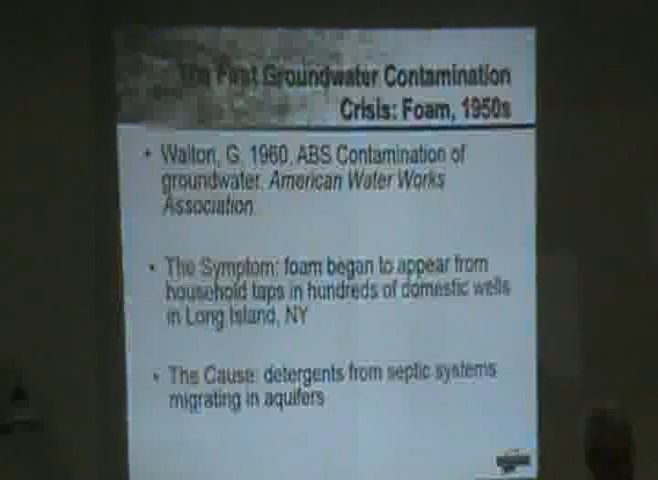 The First Groundwater Contamination
Crisis: Foam, 1950s
• Walton, G. 1960. ABS Contamination of
groundwater. American Water Works
Association.
• The Symptom: foam began to appear from
household taps in hundreds of domestic wells
in Long Island, NY
• The Cause: detergents from septic systems
migrating in aquifers